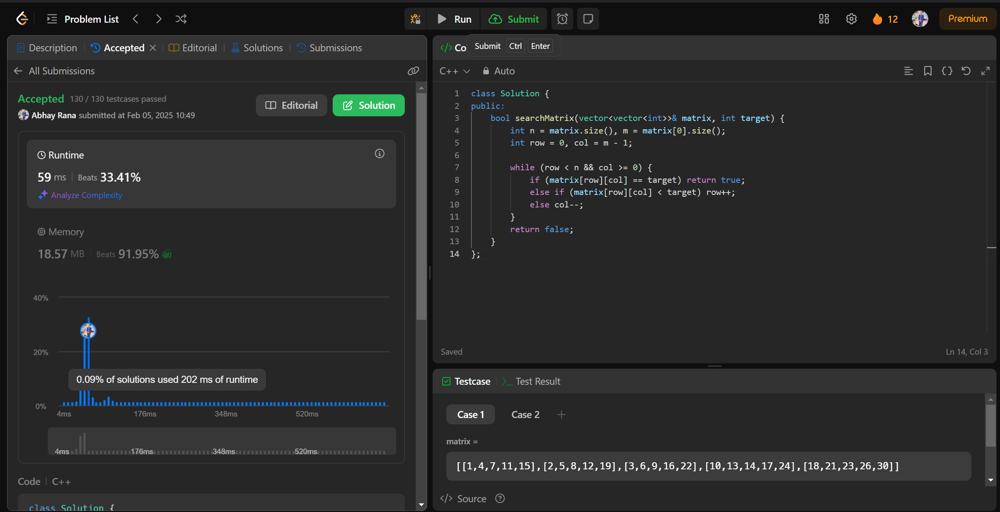 Problem List
Run
Submit
12
Premium
Description
Accepted
Editorial
Solutions
Submissions
All Submissions
Accepted 130 / 130 testcases passed
Abhay Rana submitted at Feb 05, 2025 10:49
Editorial
Solution
Runtime
59 ms Beats 33.41%
Analyze Complexity
Memory
18.57 MB Beats 91.95%
40%
20%
0.09% of solutions used 202 ms of runtime
0%
4ms 176ms 348ms 520ms
4ms 176ms 348ms 520ms
Code C++
class Solution {
</> Co
Submit Ctrl Enter
C++ Auto
1 class Solution {
2 public:
3 bool searchMatrix(vector<vector<int>>& matrix, int target) {
4 int n = matrix.size(), m = matrix[0].size();
5 int row = 0, col = m - 1;
6
7 while (row < n && col >= 0) {
8 if (matrix[row][col] == target) return true;
9 else if (matrix[row][col] < target) row++;
10 else col--;
11 }
12 return false;
13 }
14 };
Saved
Ln 14, Col 3
Testcase
Test Result
Case 1
Case 2
matrix =
[[1,4,7,11,15],[2,5,8,12,19],[3,6,9,16,22],[10,13,14,17,24],[18,21,23,26,30]]
</> Source